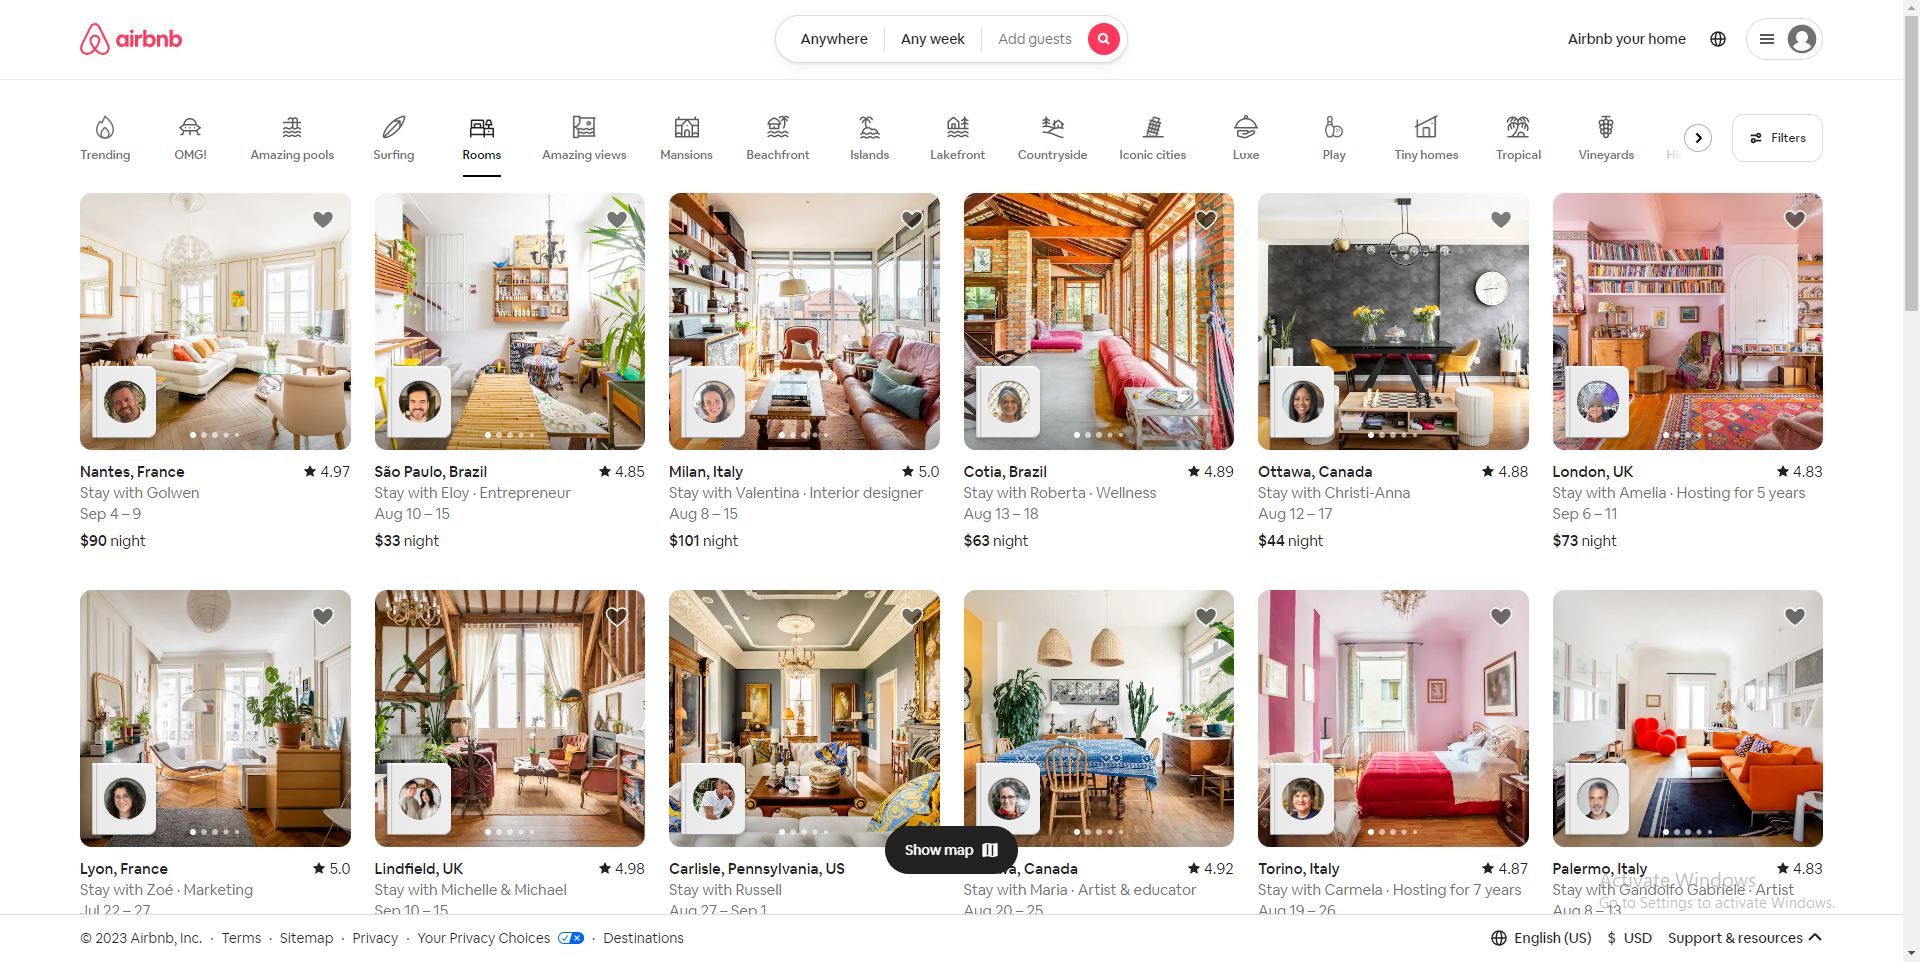 airbnb
Anywhere
Any week
Add guests
Airbnb your home
Trending
OMG!
Amazing pools
Surfing
Rooms
Amazing views
Mansions
Beachfront
Islands
Lakefront
Countryside
Iconic cities
Luxe
Play
Tiny homes
Tropical
Vineyards
Filters
Nantes, France ★ 4.97
Stay with Golwen
Sep 4 – 9
$90 night
São Paulo, Brazil ★ 4.85
Stay with Eloy · Entrepreneur
Aug 10 – 15
$33 night
Milan, Italy ★ 5.0
Stay with Valentina · Interior designer
Aug 8 – 15
$101 night
Cotia, Brazil ★ 4.89
Stay with Roberta · Wellness
Aug 13 – 18
$63 night
Ottawa, Canada ★ 4.88
Stay with Christi-Anna
Aug 12 – 17
$44 night
London, UK ★ 4.83
Stay with Amelia · Hosting for 5 years
Sep 6 – 11
$73 night
Lyon, France ★ 5.0
Stay with Zoé · Marketing
Jul 22 – 27
Lindfield, UK ★ 4.98
Stay with Michelle & Michael
Sep 10 – 15
Carlisle, Pennsylvania, US
Stay with Russell
Aug 27 – Sep 1
Canada ★ 4.92
Stay with Maria · Artist & educator
Aug 20 – 25
Torino, Italy ★ 4.87
Stay with Carmela · Hosting for 7 years
Aug 19 – 26
Palermo, Italy ★ 4.83
Stay with Gandolfo Gabriele · Artist
Aug 8 – 13
Show map
Activate Windows
Go to Settings to activate Windows.
© 2023 Airbnb, Inc. · Terms · Sitemap · Privacy · Your Privacy Choices · Destinations
English (US) $ USD Support & resources